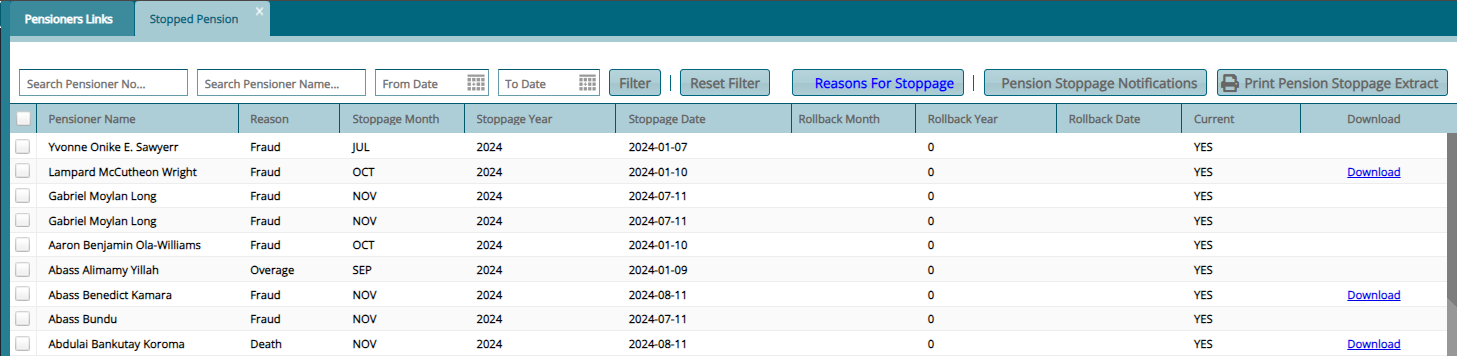 Pensioners Links Stopped Pension x
Search Pensioner No... Search Pensioner Name... From Date To Date Filter | Reset Filter Reasons For Stoppage | Pension Stoppage Notifications Print Pension Stoppage Extract
Pensioner Name Reason Stoppage Month Stoppage Year Stoppage Date Rollback Month Rollback Year Rollback Date Current Download
Yvonne Onike E. Sawyerr Fraud JUL 2024 2024-01-07 0 YES
Lampard McCutheon Wright Fraud OCT 2024 2024-01-10 0 YES Download
Gabriel Moylan Long Fraud NOV 2024 2024-07-11 0 YES
Gabriel Moylan Long Fraud NOV 2024 2024-07-11 0 YES
Aaron Benjamin Ola-Williams Fraud OCT 2024 2024-01-10 0 YES
Abass Alimamy Yillah Overage SEP 2024 2024-01-09 0 YES
Abass Benedict Kamara Fraud NOV 2024 2024-08-11 0 YES Download
Abass Bundu Fraud NOV 2024 2024-07-11 0 YES
Abdulai Bankutay Koroma Death NOV 2024 2024-08-11 0 YES Download